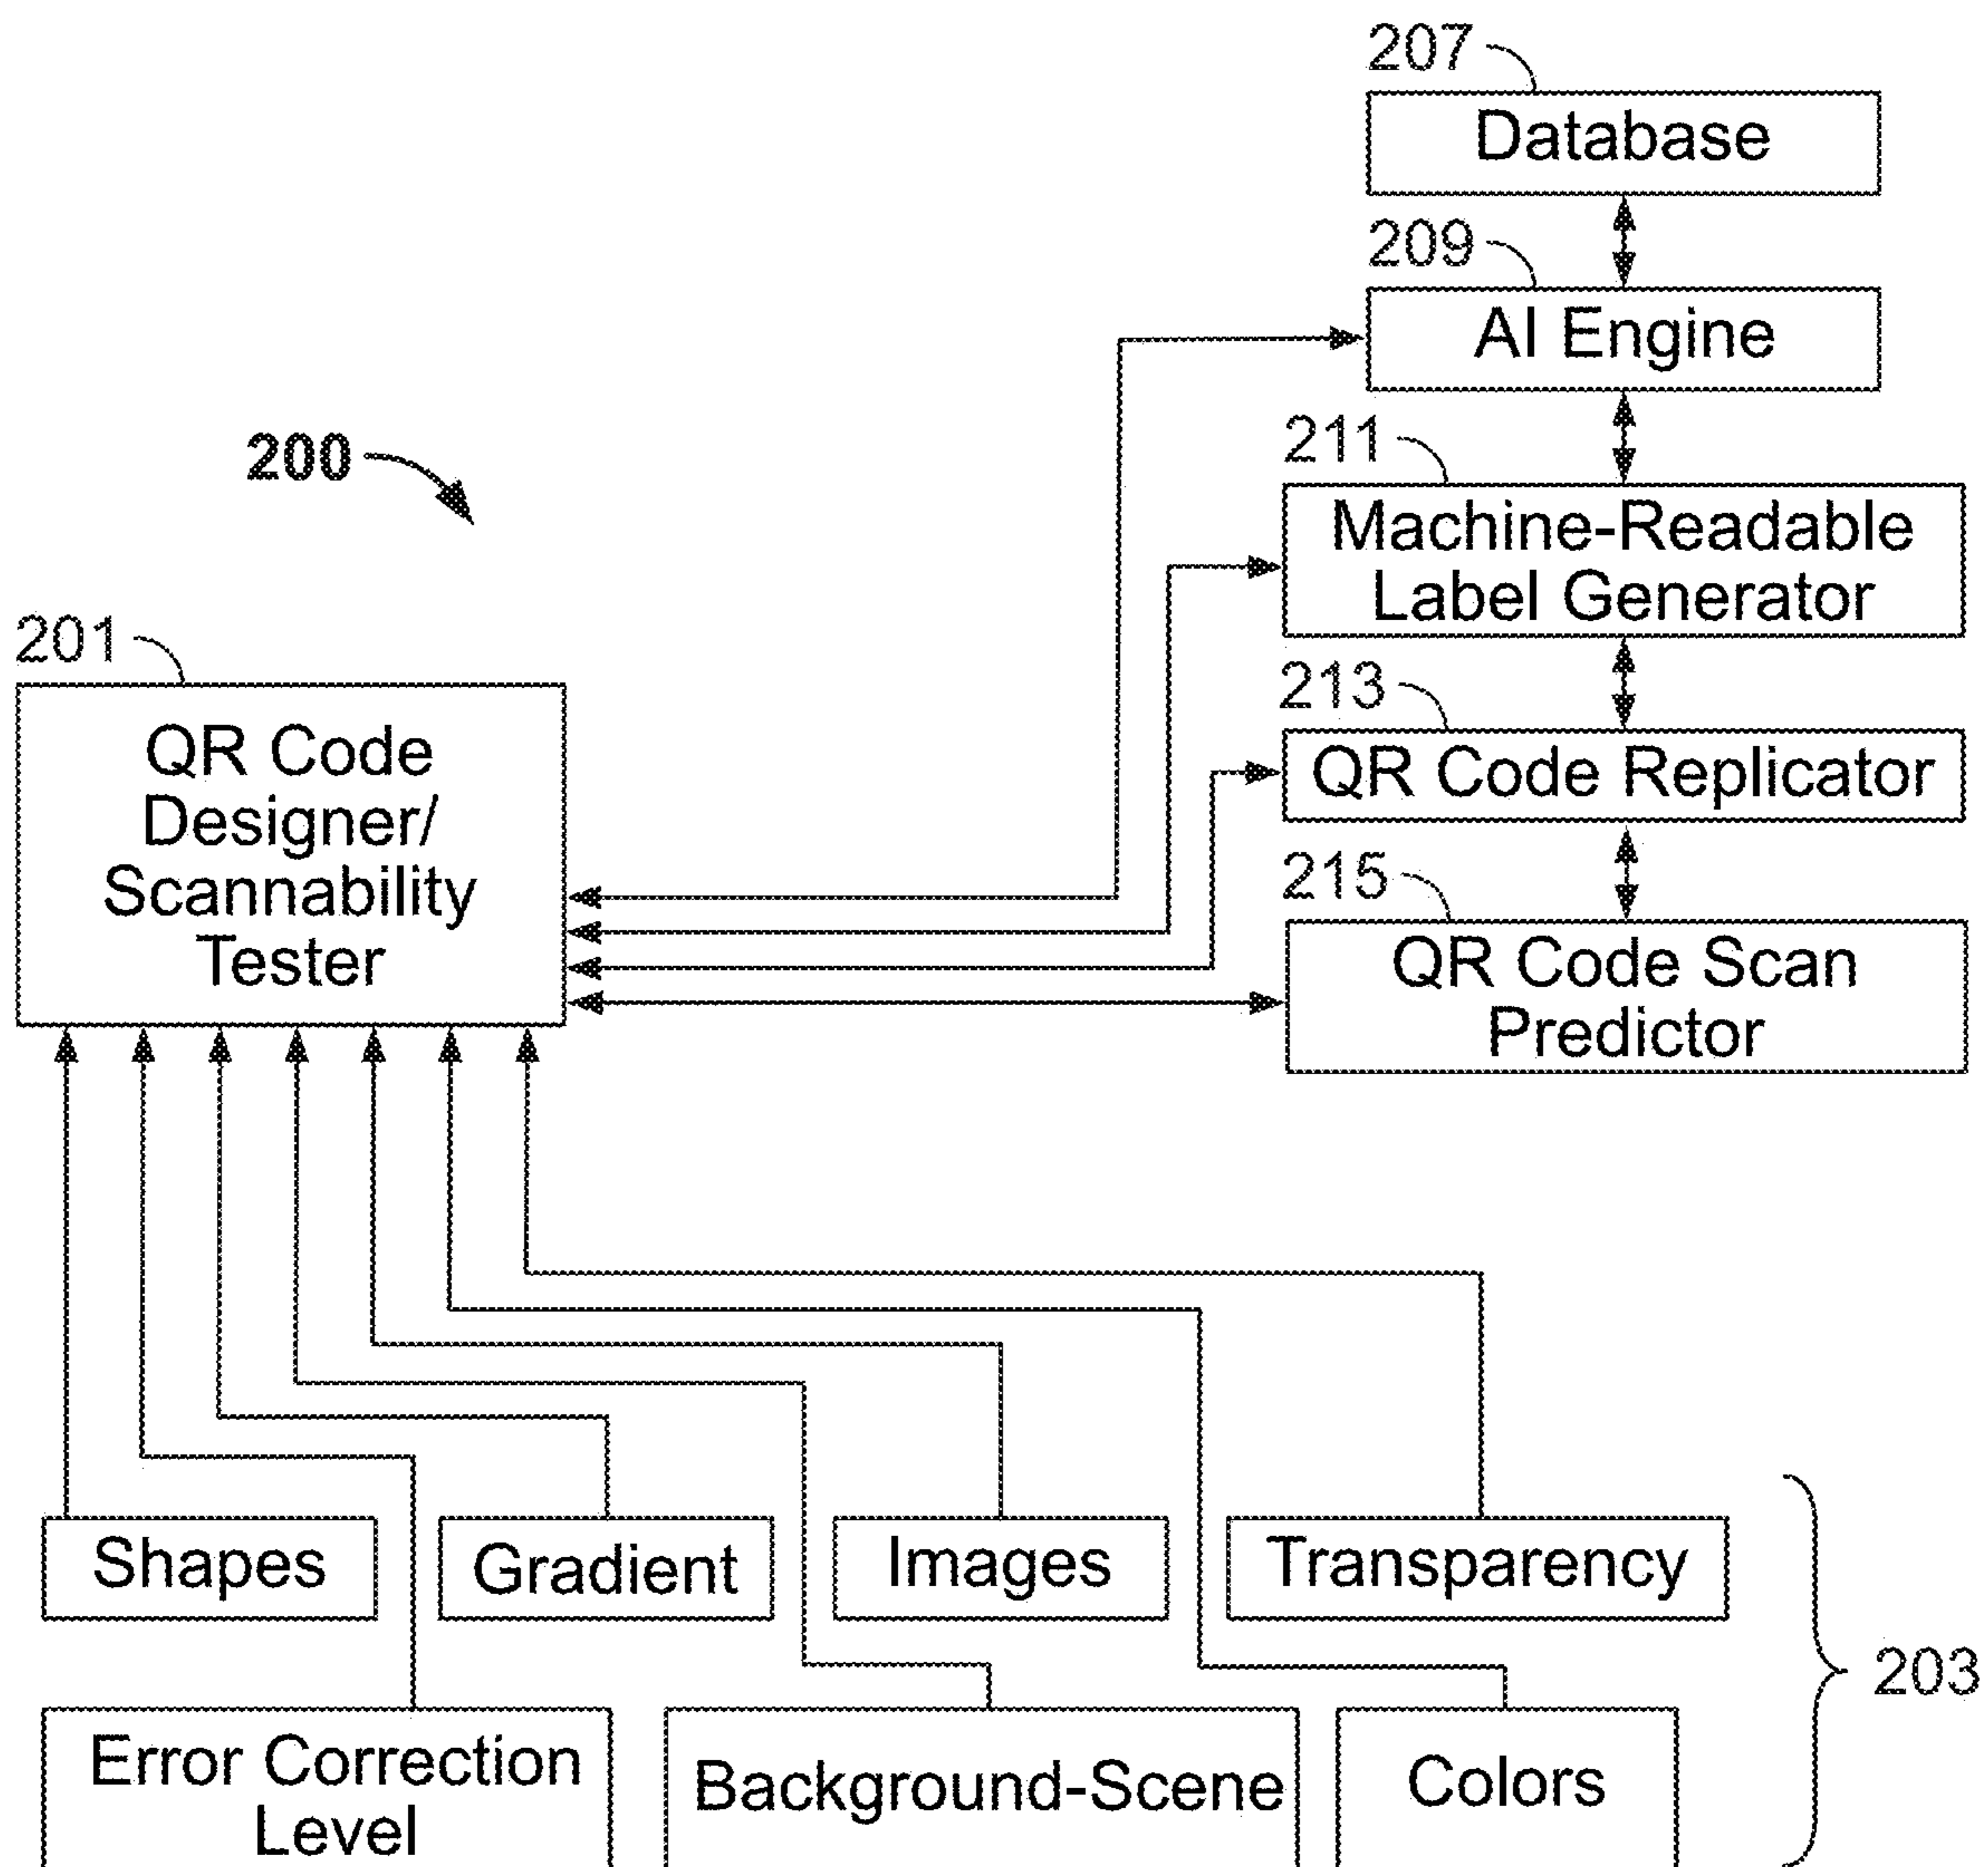 207
Database
209
AI Engine
200
211
Machine-Readable
Label Generator
201
213
QR Code
Designer/
Scannability
Tester
QR Code Replicator
215
QR Code Scan
Predictor
Shapes
Gradient
Images
Transparency
203
Error Correction
Level
Background-Scene
Colors